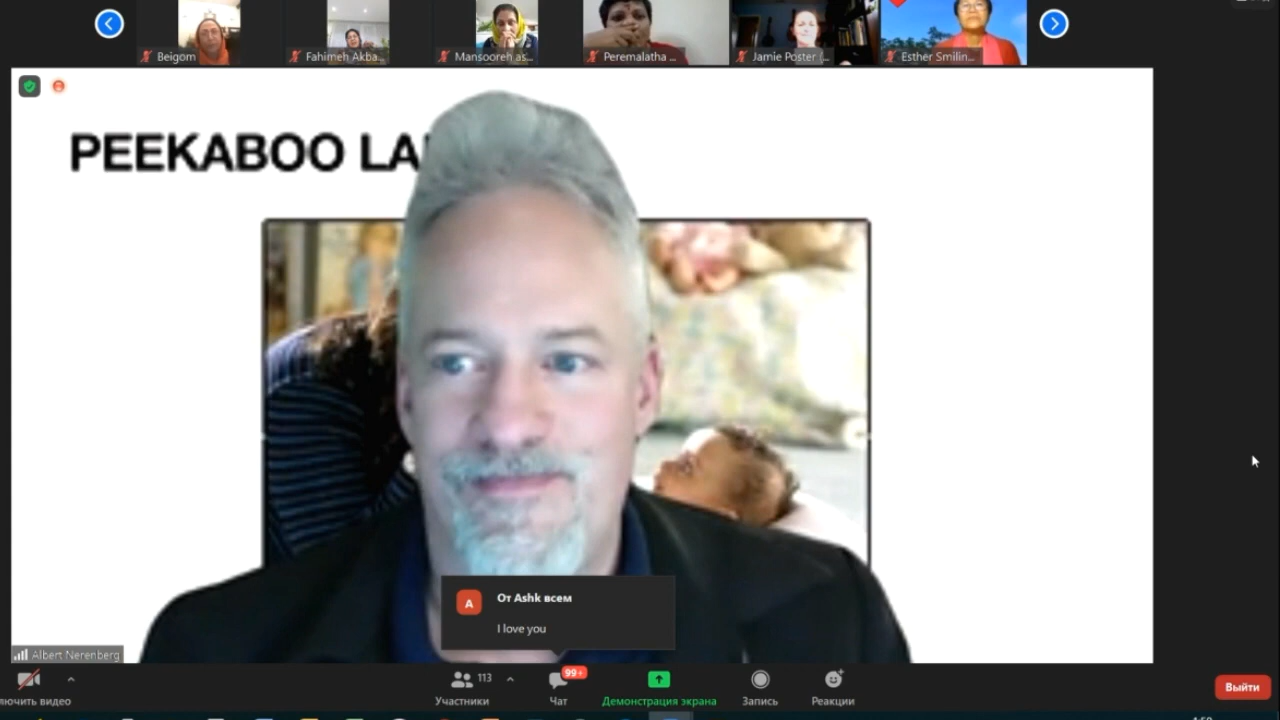 Beigom
Fahimeh Akba...
Mansooreh as...
Peremalatha ...
Jamie Poster (...
Esther Smilin...
PEEKABOO LA
От Ashk всем
A
I love you
Albert Nerenberg
лючить видео
113
Участники
99+
Чат
Демонстрация экрана
Запись
Реакции
Выйти